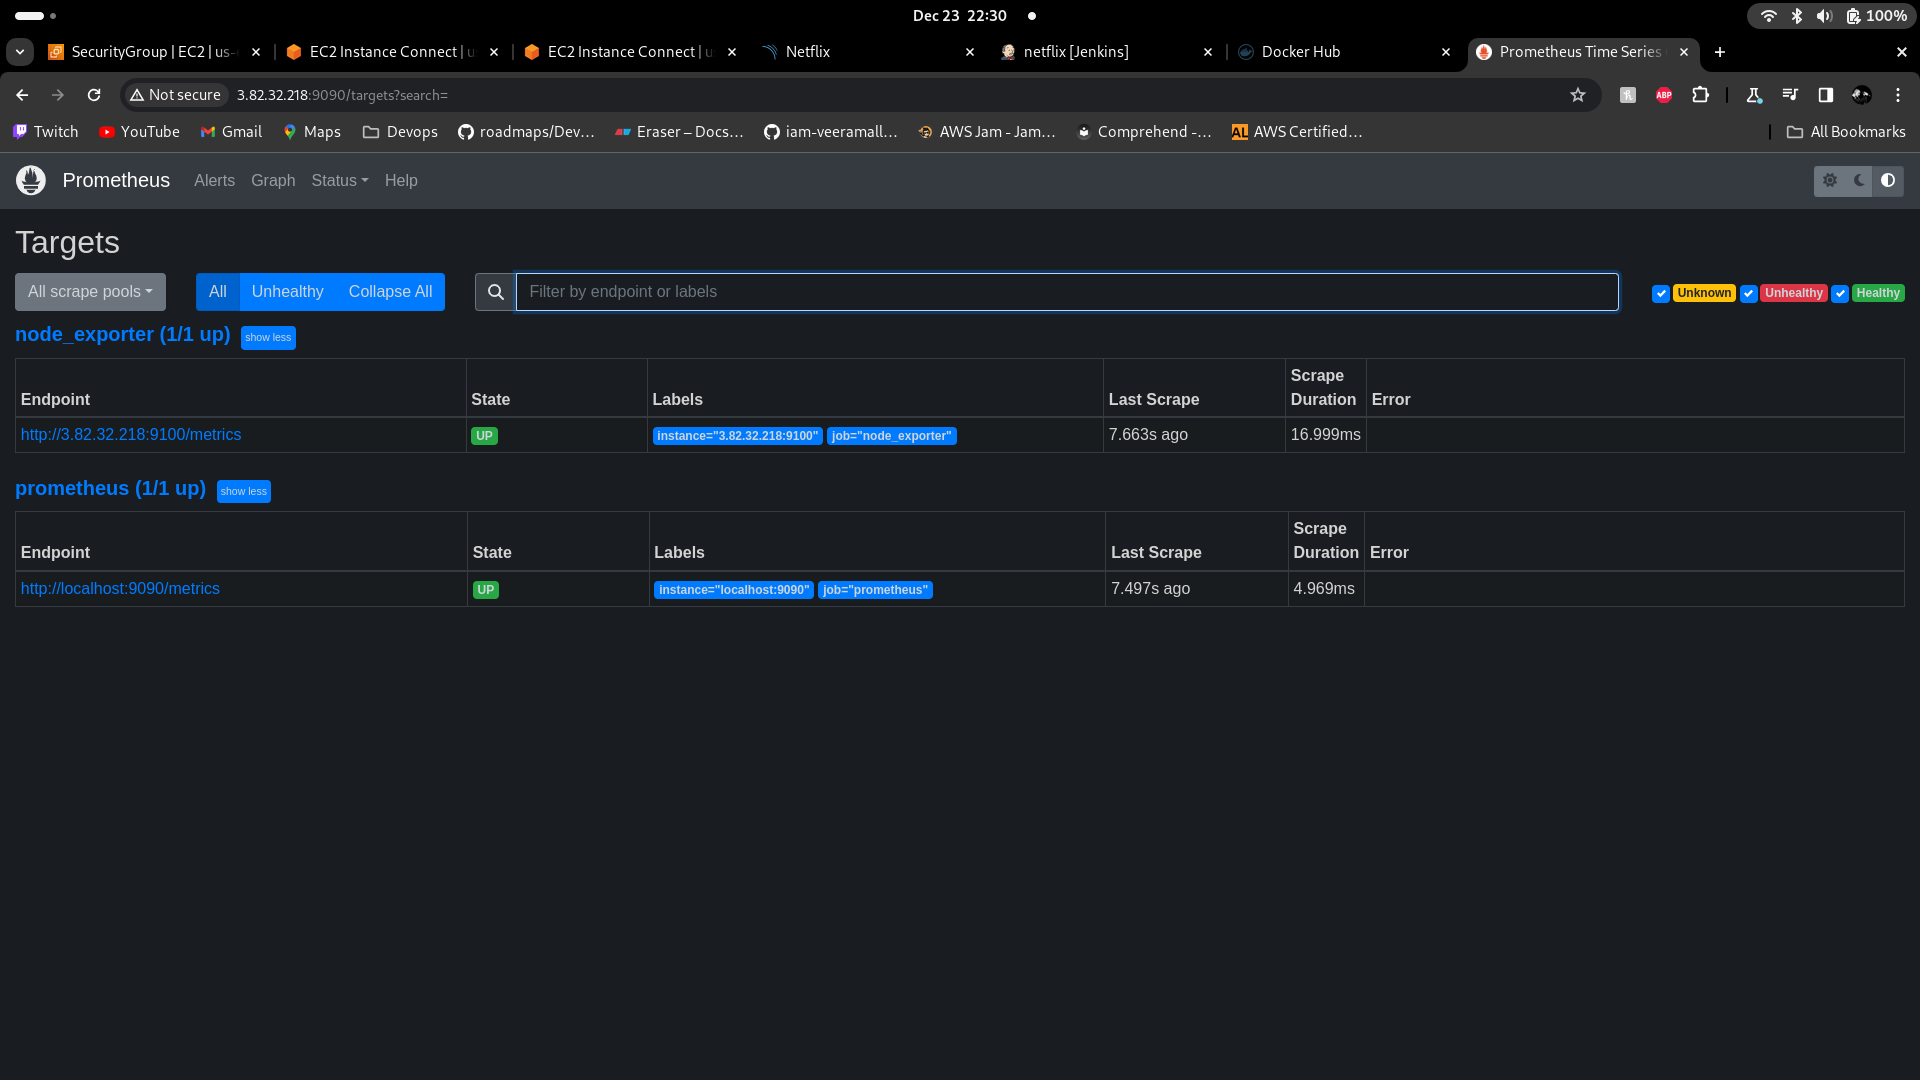 Dec 23 22:30
100%
SecurityGroup | EC2 | us-
EC2 Instance Connect | u
EC2 Instance Connect | u
Netflix
netflix [Jenkins]
Docker Hub
Prometheus Time Series
Not secure
3.82.32.218:9090/targets?search=
ABP
Twitch
YouTube
Gmail
Maps
Devops
roadmaps/Dev...
Eraser – Docs...
iam-veeramall...
AWS Jam - Jam...
Comprehend -...
AL
AWS Certified...
All Bookmarks
Prometheus
Alerts
Graph
Status
Help
Targets
All scrape pools
All
Unhealthy
Collapse All
Filter by endpoint or labels
Unknown
Unhealthy
Healthy
node_exporter (1/1 up)
show less
Endpoint
State
Labels
Last Scrape
Scrape
Duration
Error
http://3.82.32.218:9100/metrics
UP
instance="3.82.32.218:9100"
job="node_exporter"
7.663s ago
16.999ms
prometheus (1/1 up)
show less
Endpoint
State
Labels
Last Scrape
Scrape
Duration
Error
http://localhost:9090/metrics
UP
instance="localhost:9090"
job="prometheus"
7.497s ago
4.969ms